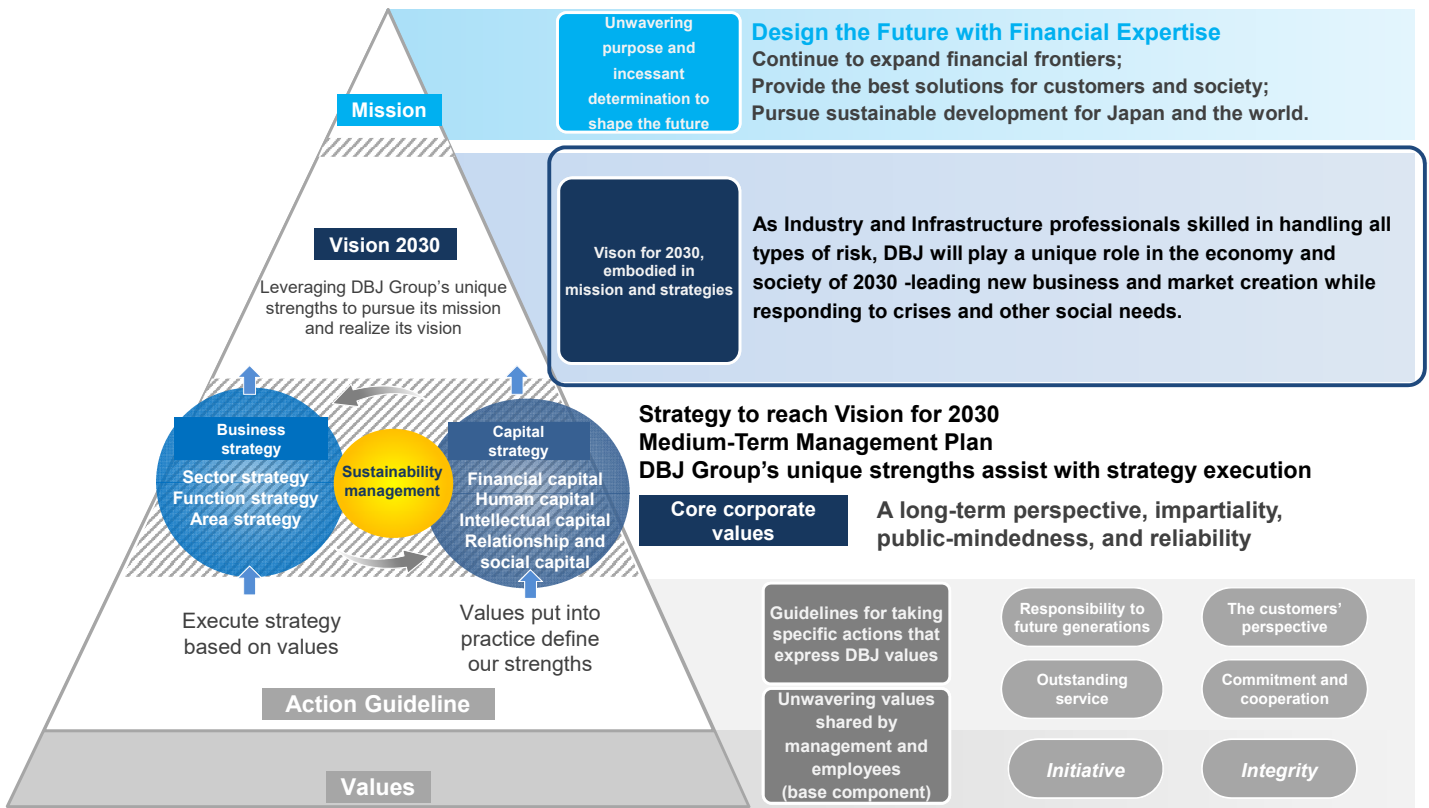 Unwavering
purpose and
incessant
determination to
shape the future
Design the Future with Financial Expertise
Continue to expand financial frontiers;
Provide the best solutions for customers and society;
Pursue sustainable development for Japan and the world.
Mission
Vision 2030
Leveraging DBJ Group's unique
strengths to pursue its mission
and realize its vision
Vison for 2030,
embodied in
mission and strategies
As Industry and Infrastructure professionals skilled in handling all
types of risk, DBJ will play a unique role in the economy and
society of 2030 -leading new business and market creation while
responding to crises and other social needs.
Business
strategy
Sector strategy
Function strategy
Area strategy
Sustainability
management
Capital
strategy
Financial capital
Human capital
Intellectual capital
Relationship and
social capital
Strategy to reach Vision for 2030
Medium-Term Management Plan
DBJ Group's unique strengths assist with strategy execution
Core corporate
values
A long-term perspective, impartiality,
public-mindedness, and reliability
Execute strategy
based on values
Values put into
practice define
our strengths
Action Guideline
Guidelines for taking
specific actions that
express DBJ values
Responsibility to
future generations
The customers'
perspective
Outstanding
service
Commitment and
cooperation
Values
Unwavering values
shared by
management and
employees
(base component)
Initiative
Integrity